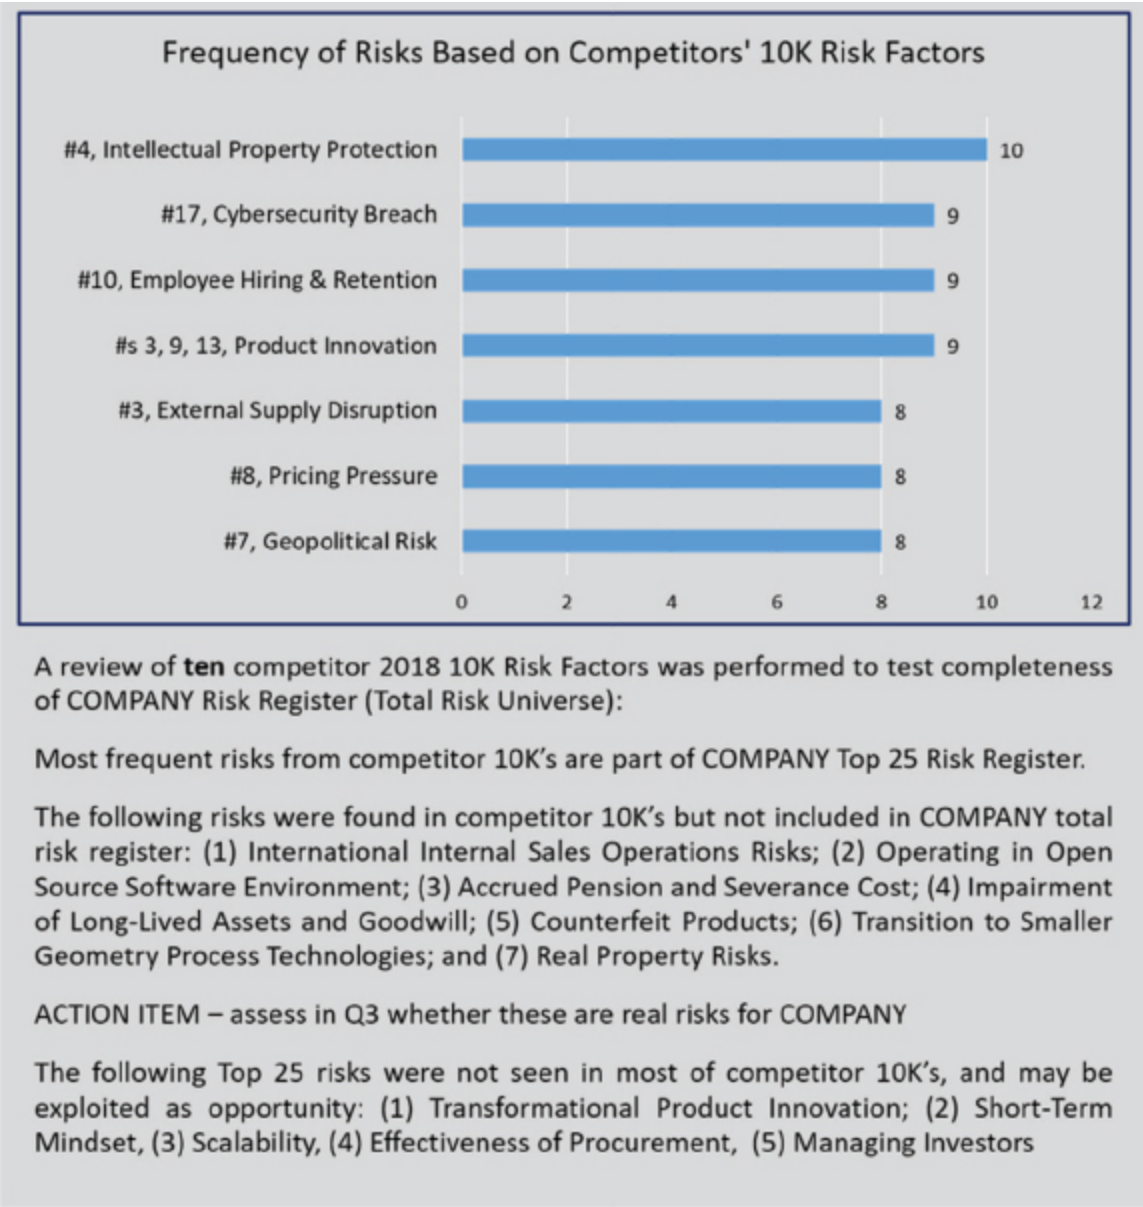 Frequency of Risks Based on Competitors' 10K Risk Factors
#4, Intellectual Property Protection 10
#17, Cybersecurity Breach 9
#10, Employee Hiring & Retention 9
#s 3, 9, 13, Product Innovation 9
#3, External Supply Disruption 8
#8, Pricing Pressure 8
#7, Geopolitical Risk 8
0 2 4 6 8 10 12
A review of ten competitor 2018 10K Risk Factors was performed to test completeness
of COMPANY Risk Register (Total Risk Universe):
Most frequent risks from competitor 10K’s are part of COMPANY Top 25 Risk Register.
The following risks were found in competitor 10K’s but not included in COMPANY total
risk register: (1) International Internal Sales Operations Risks; (2) Operating in Open
Source Software Environment; (3) Accrued Pension and Severance Cost; (4) Impairment
of Long-Lived Assets and Goodwill; (5) Counterfeit Products; (6) Transition to Smaller
Geometry Process Technologies; and (7) Real Property Risks.
ACTION ITEM – assess in Q3 whether these are real risks for COMPANY
The following Top 25 risks were not seen in most of competitor 10K’s, and may be
exploited as opportunity: (1) Transformational Product Innovation; (2) Short-Term
Mindset, (3) Scalability, (4) Effectiveness of Procurement, (5) Managing Investors